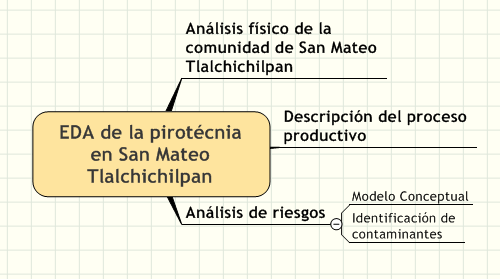 Análisis físico de la
comunidad de San Mateo
Tlalchichilpan
EDA de la pirotécnia
en San Mateo
Tlalchichilpan
Descripción del proceso
productivo
Análisis de riesgos
Modelo Conceptual
Identificación de
contaminantes